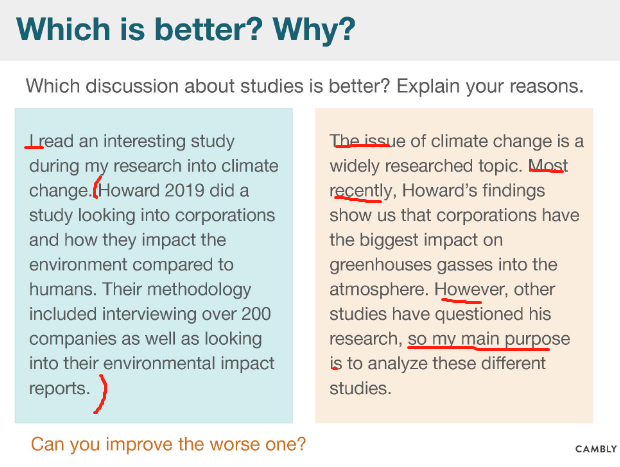 Which is better? Why?
Which discussion about studies is better? Explain your reasons.
I read an interesting study
during my research into climate
change. Howard 2019 did a
study looking into corporations
and how they impact the
environment compared to
humans. Their methodology
included interviewing over 200
companies as well as looking
into their environmental impact
reports.
The issue of climate change is a
widely researched topic. Most
recently, Howard's findings
show us that corporations have
the biggest impact on
greenhouses gasses into the
atmosphere. However, other
studies have questioned his
research, so my main purpose
is to analyze these different
studies.
Can you improve the worse one?
CAMBLY